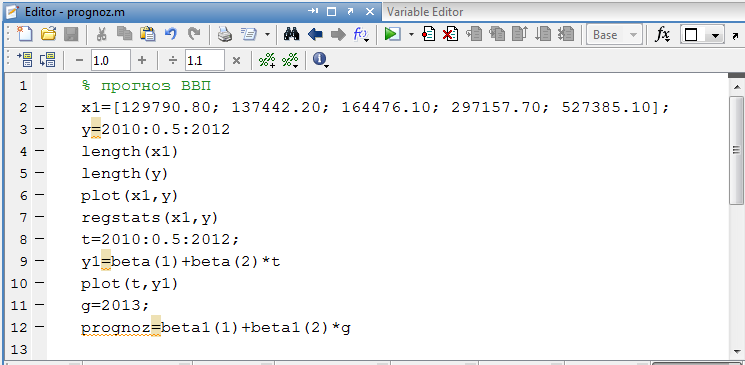 Editor - prognoz.m
Variable Editor
Base
fx
1.0
1.1
1 % прогноз ВВП
2 x1=[129790.80; 137442.20; 164476.10; 297157.70; 527385.10];
3 y=2010:0.5:2012
4 length(x1)
5 length(y)
6 plot(x1,y)
7 regstats(x1,y)
8 t=2010:0.5:2012;
9 y1=beta(1)+beta(2)*t
10 plot(t,y1)
11 g=2013;
12 prognoz=beta1(1)+beta1(2)*g
13